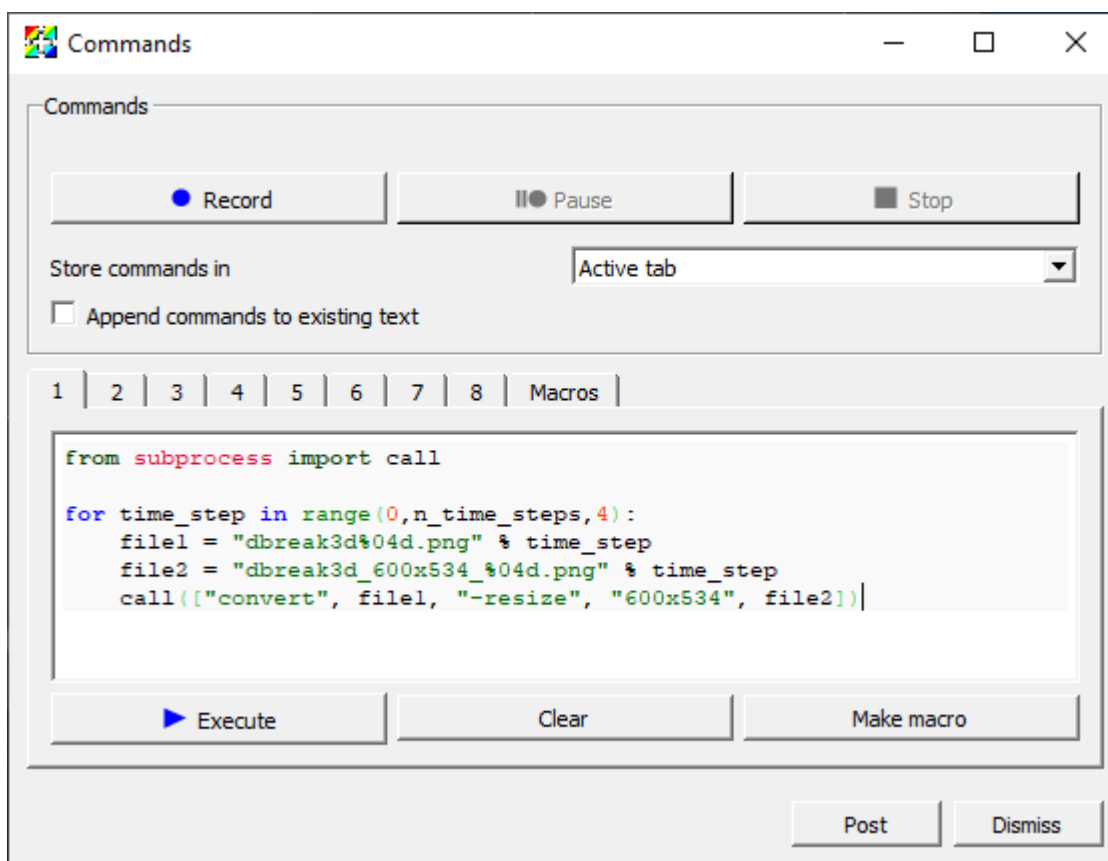 Commands
Commands
Record Pause Stop
Store commands in Active tab
Append commands to existing text
1 2 3 4 5 6 7 8 Macros
from subprocess import call
for time_step in range(0,n_time_steps,4):
    file1 = "dbreak3d%04d.png" % time_step
    file2 = "dbreak3d_600x534_%04d.png" % time_step
    call(["convert", file1, "-resize", "600x534", file2])
Execute Clear Make macro
Post Dismiss